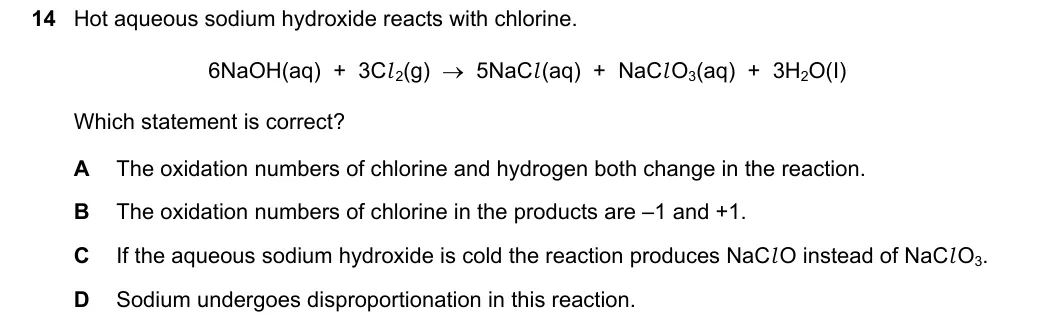 14 Hot aqueous sodium hydroxide reacts with chlorine.
6NaOH(aq) + 3Cl₂(g) → 5NaCl(aq) + NaClO₃(aq) + 3H₂O(l)
Which statement is correct?
A The oxidation numbers of chlorine and hydrogen both change in the reaction.
B The oxidation numbers of chlorine in the products are –1 and +1.
C If the aqueous sodium hydroxide is cold the reaction produces NaClO instead of NaClO₃.
D Sodium undergoes disproportionation in this reaction.